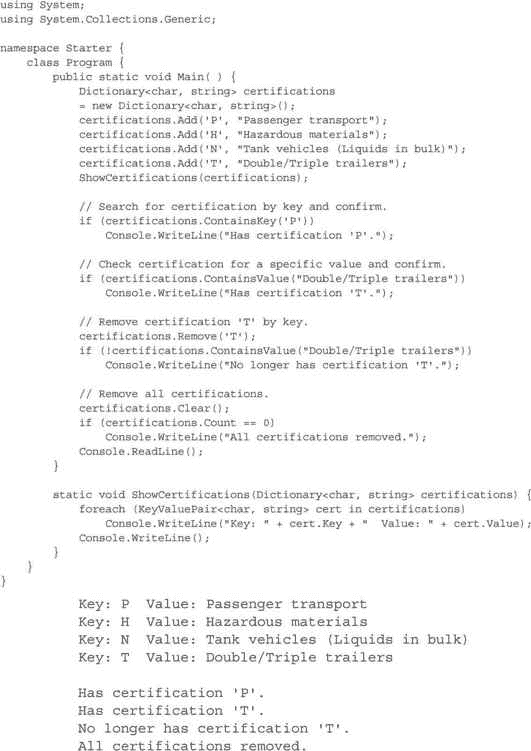 using System;
using System.Collections.Generic;

namespace Starter {
    class Program {
        public static void Main( ) {
            Dictionary<char, string> certifications
            = new Dictionary<char, string>();
            certifications.Add('P', "Passenger transport");
            certifications.Add('H', "Hazardous materials");
            certifications.Add('N', "Tank vehicles (Liquids in bulk)");
            certifications.Add('T', "Double/Triple trailers");
            ShowCertifications(certifications);

            // Search for certification by key and confirm.
            if (certifications.ContainsKey('P'))
                Console.WriteLine("Has certification 'P'.");

            // Check certification for a specific value and confirm.
            if (certifications.ContainsValue("Double/Triple trailers"))
                Console.WriteLine("Has certification 'T'.");

            // Remove certification 'T' by key.
            certifications.Remove('T');
            if (!certifications.ContainsValue("Double/Triple trailers"))
                Console.WriteLine("No longer has certification 'T'.");

            // Remove all certifications.
            certifications.Clear();
            if (certifications.Count == 0)
                Console.WriteLine("All certifications removed.");
            Console.ReadLine();
        }

        static void ShowCertifications(Dictionary<char, string> certifications) {
            foreach (KeyValuePair<char, string> cert in certifications)
                Console.WriteLine("Key: " + cert.Key + "  Value: " + cert.Value);
            Console.WriteLine();
        }
    }
}
Key: P  Value: Passenger transport
Key: H  Value: Hazardous materials
Key: N  Value: Tank vehicles (Liquids in bulk)
Key: T  Value: Double/Triple trailers

Has certification 'P'.
Has certification 'T'.
No longer has certification 'T'.
All certifications removed.